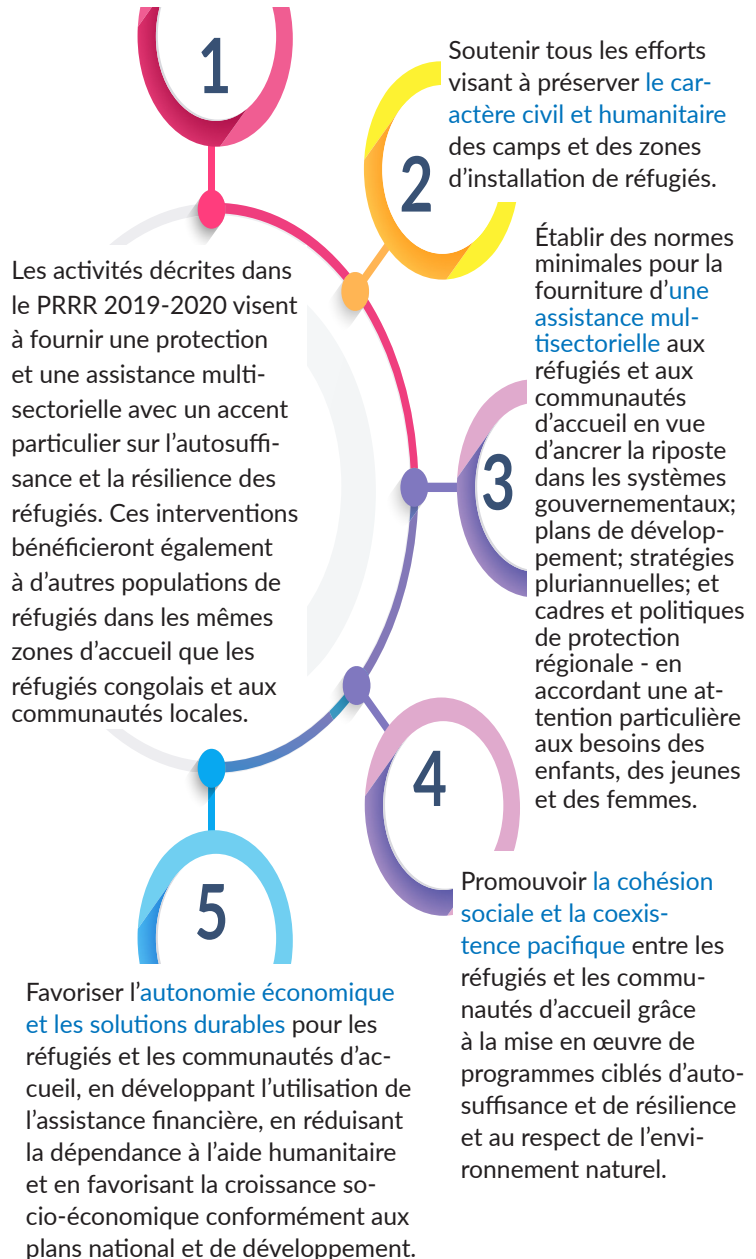 1
Les activités décrites dans
le PRRR 2019-2020 visent
à fournir une protection
et une assistance multi-
sectorielle avec un accent
particulier sur l’autosuffi-
sance et la résilience des
réfugiés. Ces interventions
bénéficieront également
à d’autres populations de
réfugiés dans les mêmes
zones d’accueil que les
réfugiés congolais et aux
communautés locales.
2
Soutenir tous les efforts
visant à préserver le car-
actère civil et humanitaire
des camps et des zones
d’installation de réfugiés.
3
Établir des normes
minimales pour la
fourniture d’une
assistance mul-
tisectorielle aux
réfugiés et aux
communautés
d’accueil en vue
d’ancrer la riposte
dans les systèmes
gouvernementaux;
plans de dévelop-
pement; stratégies
pluriannuelles; et
cadres et politiques
de protection
régionale - en
accordant une at-
tention particulière
aux besoins des
enfants, des jeunes
et des femmes.
4
Promouvoir la cohésion
sociale et la coexis-
tence pacifique entre les
réfugiés et les commu-
nautés d’accueil grâce
à la mise en œuvre de
programmes ciblés d’auto-
suffisance et de résilience
et au respect de l’envi-
ronnement naturel.
5
Favoriser l’autonomie économique
et les solutions durables pour les
réfugiés et les communautés d’ac-
cueil, en développant l’utilisation de
l’assistance financière, en réduisant
la dépendance à l’aide humanitaire
et en favorisant la croissance so-
cio-économique conformément aux
plans national et de développement.